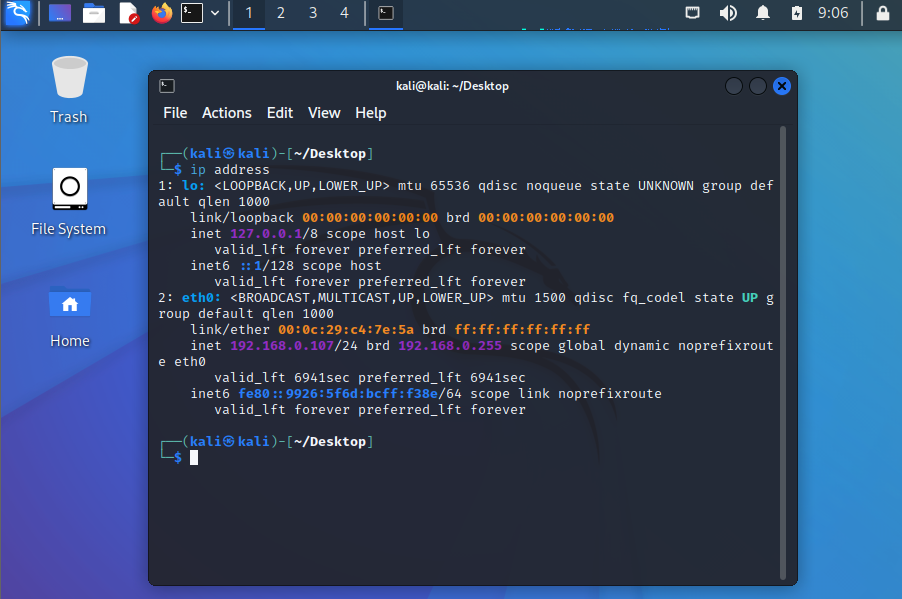 1 2 3 4 9:06
Trash
File System
Home
kali@kali: ~/Desktop
File Actions Edit View Help
┌──(kali㉿kali)-[~/Desktop]
└─$ ip address
1: lo: <LOOPBACK,UP,LOWER_UP> mtu 65536 qdisc noqueue state UNKNOWN group def
ault qlen 1000
link/loopback 00:00:00:00:00:00 brd 00:00:00:00:00:00
inet 127.0.0.1/8 scope host lo
valid_lft forever preferred_lft forever
inet6 ::1/128 scope host
valid_lft forever preferred_lft forever
2: eth0: <BROADCAST,MULTICAST,UP,LOWER_UP> mtu 1500 qdisc fq_codel state UP g
roup default qlen 1000
link/ether 00:0c:29:c4:7e:5a brd ff:ff:ff:ff:ff:ff
inet 192.168.0.107/24 brd 192.168.0.255 scope global dynamic noprefixrout
e eth0
valid_lft 6941sec preferred_lft 6941sec
inet6 fe80::9926:5f6d:bcff:f38e/64 scope link noprefixroute
valid_lft forever preferred_lft forever
┌──(kali㉿kali)-[~/Desktop]
└─$